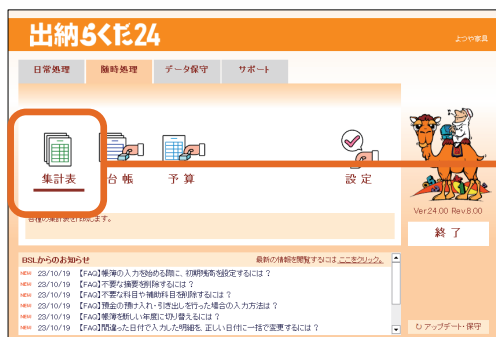 出納らくだ24
よつや家具
日常処理 随時処理 データ保守 サポート
集計表 台帳 予算 設定
Ver.24.00 Rev.8.00
終了
BSLからのお知らせ 最新の情報を閲覧するにはここをクリック。
NEW 23/10/19 【FAQ】帳簿の入力を始める際に、初期残高を設定するには?
NEW 23/10/19 【FAQ】不要な摘要を削除するには?
NEW 23/10/19 【FAQ】不要な科目や補助科目を削除するには?
NEW 23/10/19 【FAQ】預金の預け入れ・引き出しを行った場合の入力方法は?
NEW 23/10/19 【FAQ】帳簿を新しい年度に切り替えるには?
NEW 23/10/19 【FAQ】間違った日付で入力した明細を、正しい日付に一括で変更するには?
アップデート・保守